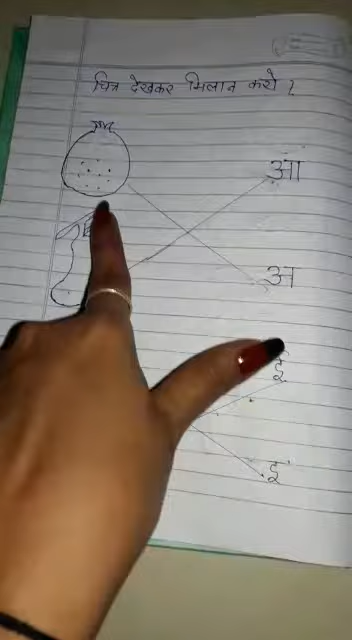 चित्र देखकर मिलान करो ।
आ
अ
ई
इ